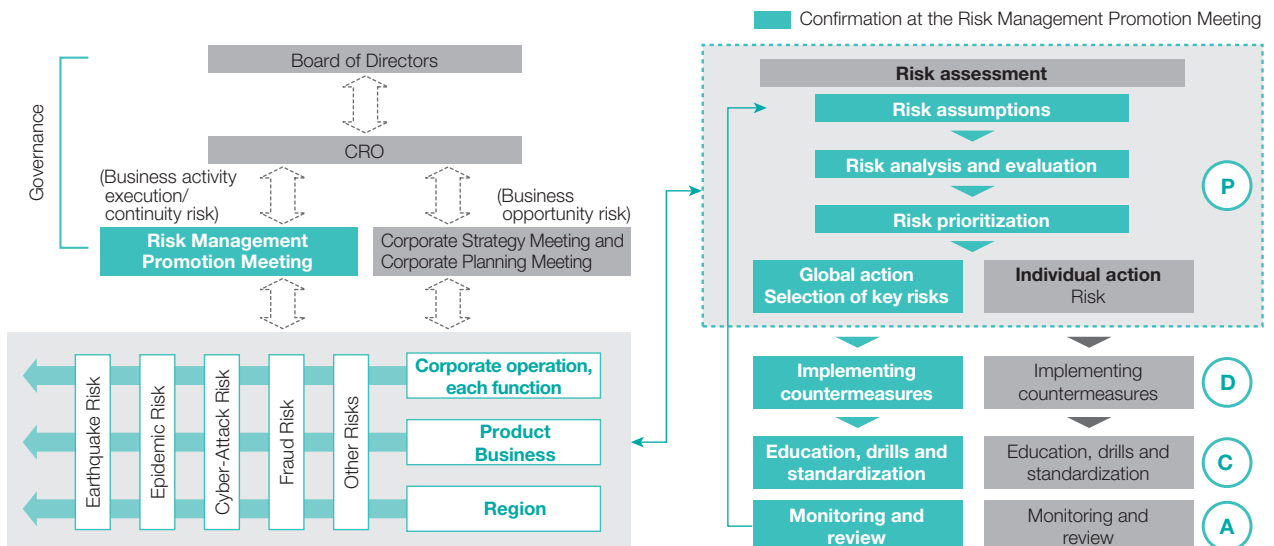 Confirmation at the Risk Management Promotion Meeting
Governance
Board of Directors
CRO
(Business activity
execution/
continuity risk)
(Business
opportunity risk)
Risk Management
Promotion Meeting
Corporate Strategy Meeting and
Corporate Planning Meeting
Earthquake Risk
Epidemic Risk
Cyber-Attack Risk
Fraud Risk
Other Risks
Corporate operation,
each function
Product
Business
Region
Risk assessment
Risk assumptions
Risk analysis and evaluation
Risk prioritization
P
Global action
Selection of key risks
Individual action
Risk
Implementing
countermeasures
Implementing
countermeasures
D
Education, drills and
standardization
Education, drills and
standardization
C
Monitoring and
review
Monitoring and
review
A